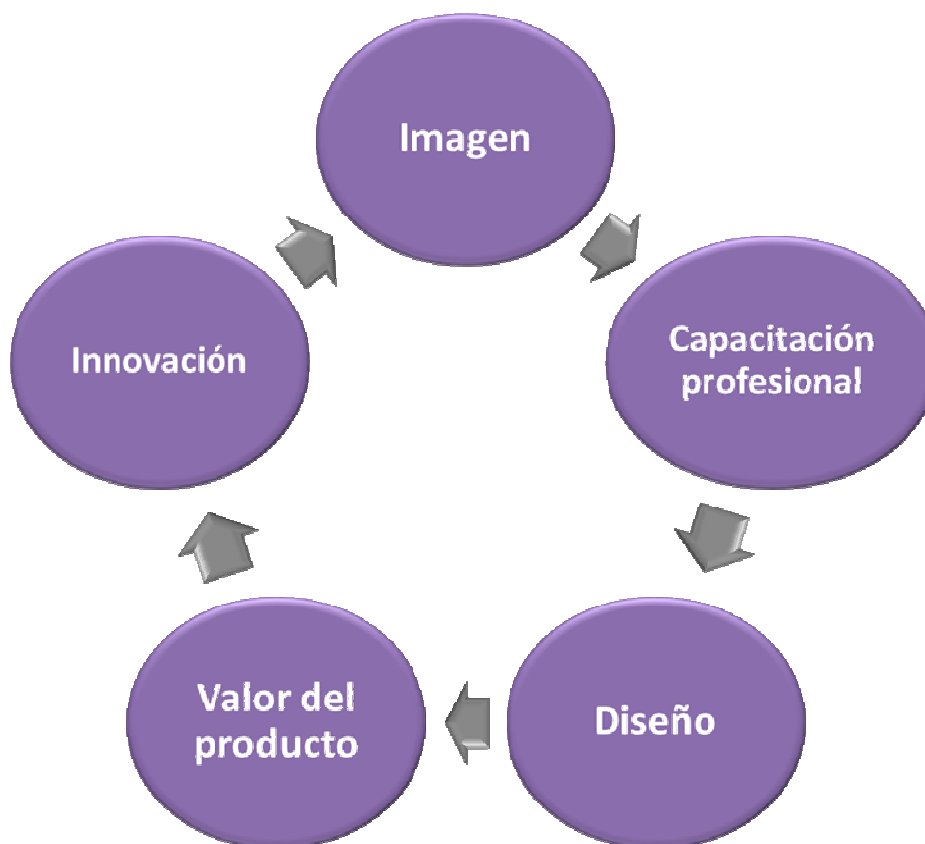 Imagen
Capacitación
profesional
Diseño
Valor del
producto
Innovación